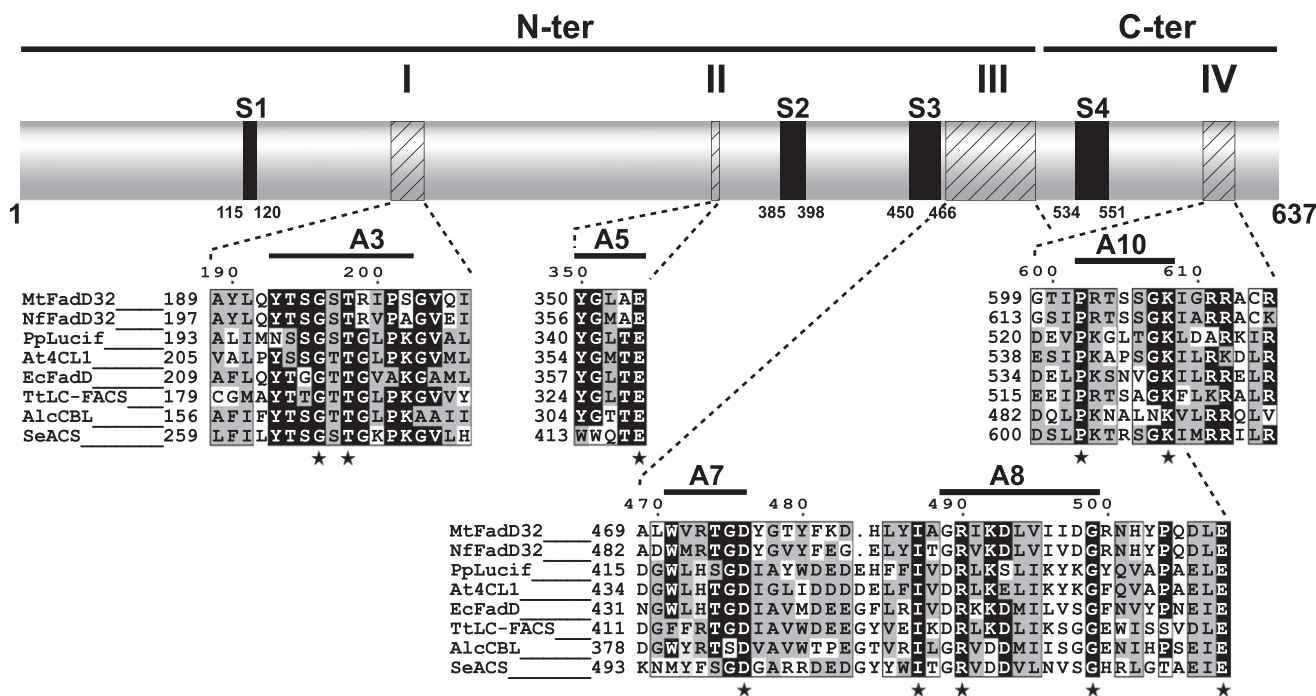 N-ter C-ter
I II III IV
S1 S2 S3 S4
1 115 120 385 398 450 466 534 551 637
A3 A5 A10
190 200 350 600 610
MtFadD32 189 AYLQYTSGSTRIPSGVQI 350 YGLAE 599 GTIPRTSSGKIGRRACR
NfFadD32 197 AYLQYTSGSTRVPAGVEI 356 YGMAE 613 GSIPRTSSGKIARRACK
PpLucif 193 ALIMNSSGSTGLPKGVAL 340 YGLTE 520 DEVPKGLTGKLDARKIR
At4CL1 205 VALPYSSGTTGLPKGVML 354 YGMTE 538 ESIPKAPSGKILRKDLR
EcFadD 209 AFLQYTGGTTGVAKGAML 357 YGLTE 534 DELPKSNVGKILRRELR
TtLC-FACS 179 CGMAYTTGTTGLPKGVVY 324 YGLTE 515 EEIPRTSAGKFLKRALR
AlcCBL 156 AFIFYTSGTTGLPKAAII 304 YGTTE 482 DQLPKNALNKVLRRQLV
SeACS 259 LFILYTSGSTGKPKGVLH 413 WWQTE 600 DSLPKTRSGKIMRRILR
★ ★ ★ ★ ★
A7 A8
470 480 490 500
MtFadD32 469 ALWVRTGDYGTYFKD.HLYIAGRIKDLVIIDGRNHYPQDLE
NfFadD32 482 ADWMRTGDYGVYFEG.ELYITGRVKDLVIVDGRNHYPQDLE
PpLucif 415 DGWLHSGDIAYWDEDEHFFIVDRLKSLIKYKGYQVAPAELE
At4CL1 434 DGWLHTGDIGLIDDDDELFIVDRLKELIKYKGFQVAPAELE
EcFadD 431 NGWLHTGDIAVMDEEGFLRIVDRKKDMILVSGFNVYPNEIE
TtLC-FACS 411 DGFFRTGDIAVWDEEGYVEIKDRLKDLIKSGGEWISSVDLE
AlcCBL 378 DGWYRTSDVAVWTPEGTVRILGRVDDMIISGGENIHPSEIE
SeACS 493 KNMYFSGDGARRDEDGYYWITGRVDDVLNVSGHRLGTAEIE
★ ★ ★ ★ ★